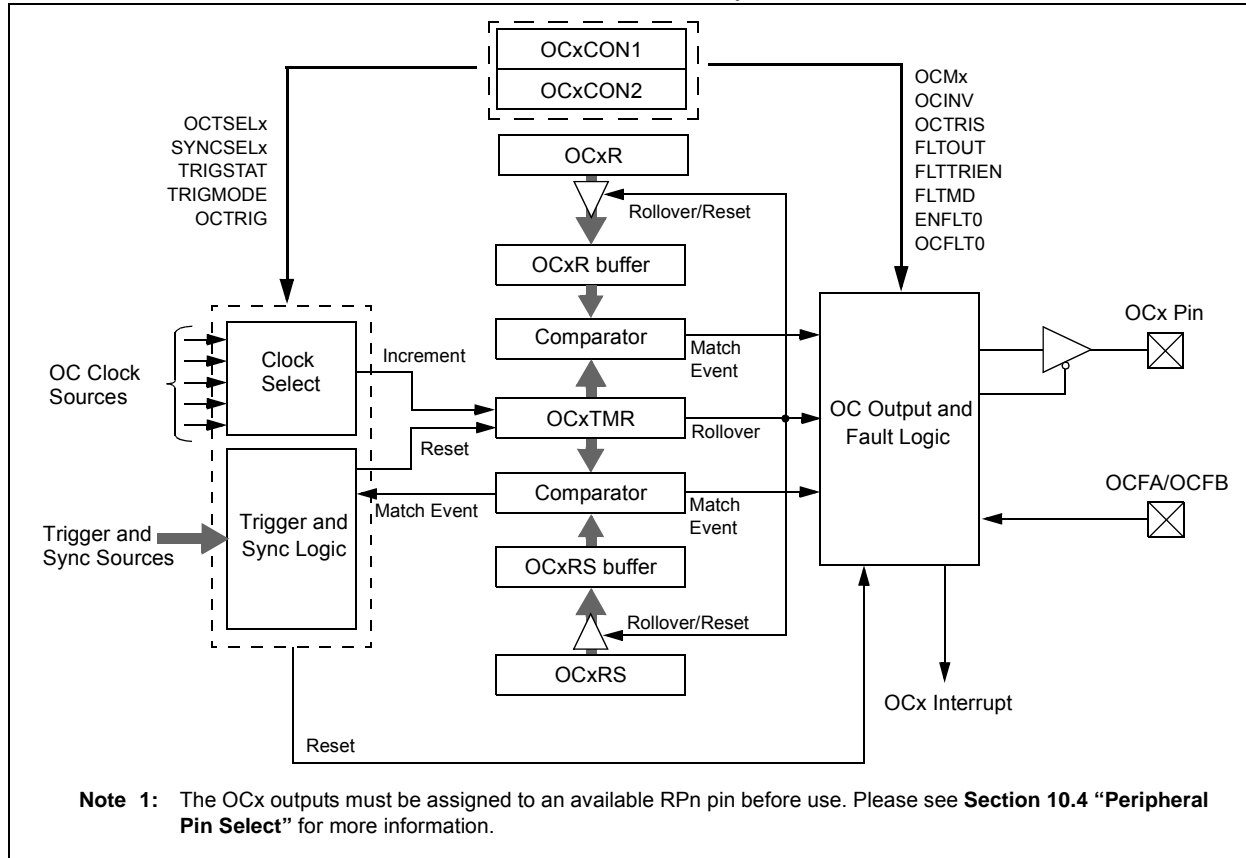 OCxCON1
OCxCON2
OCTSELx
SYNCSELx
TRIGSTAT
TRIGMODE
OCTRIG
OCMx
OCINV
OCTRIS
FLTOUT
FLTTRIEN
FLTMD
ENFLT0
OCFLT0
OCxR
Rollover/Reset
OCxR buffer
OC Clock
Sources
Clock
Select
Increment
Comparator
Match
Event
OCxTMR
Rollover
Reset
Comparator
Match Event
Match
Event
Trigger and
Sync Sources
Trigger and
Sync Logic
OCxRS buffer
Rollover/Reset
OCxRS
OC Output and
Fault Logic
OCx Pin
OCFA/OCFB
OCx Interrupt
Reset
Note 1: The OCx outputs must be assigned to an available RPn pin before use. Please see Section 10.4 “Peripheral
Pin Select” for more information.